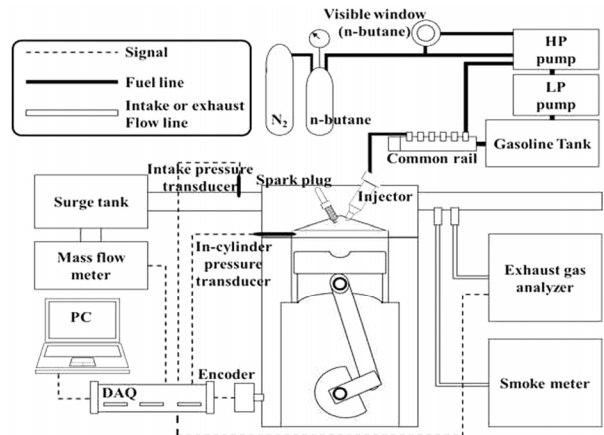 Signal
Fuel line
Intake or exhaust
Flow line
Visible window
(n-butane)
HP
pump
LP
pump
N2
n-butane
Gasoline Tank
Common rail
Intake pressure
transducer
Spark plug
Injector
Surge tank
Mass flow
meter
In-cylinder
pressure
transducer
Exhaust gas
analyzer
PC
DAQ
Encoder
Smoke meter